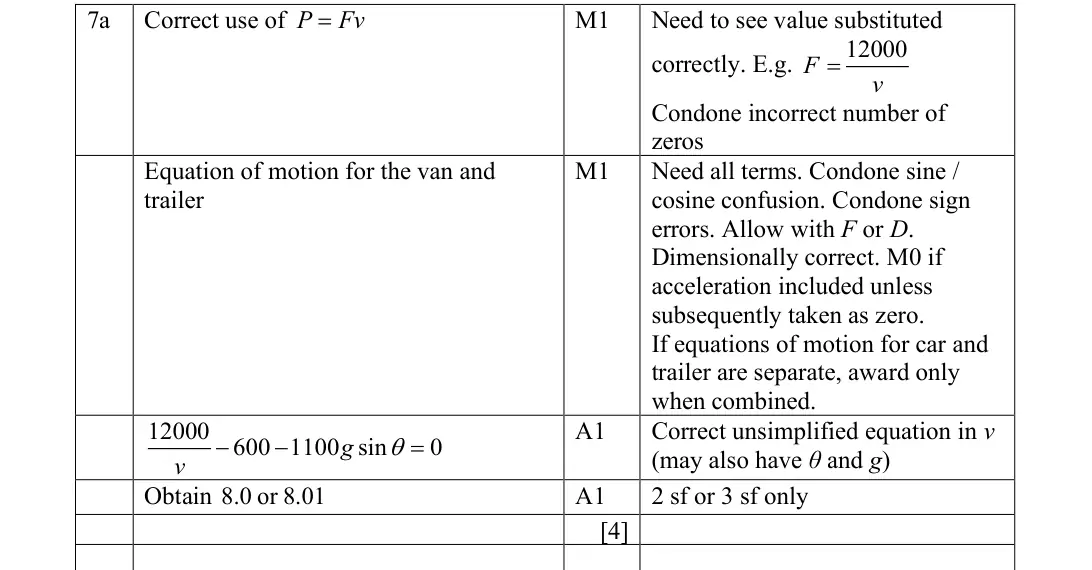 7a Correct use of P = Fv M1 Need to see value substituted
correctly. E.g. F = 12000/v
Condone incorrect number of
zeros
Equation of motion for the van and M1 Need all terms. Condone sine /
trailer cosine confusion. Condone sign
errors. Allow with F or D.
Dimensionally correct. M0 if
acceleration included unless
subsequently taken as zero.
If equations of motion for car and
trailer are separate, award only
when combined.
12000/v − 600 − 1100g sin θ = 0 A1 Correct unsimplified equation in v
(may also have θ and g)
Obtain 8.0 or 8.01 A1 2 sf or 3 sf only
[4]